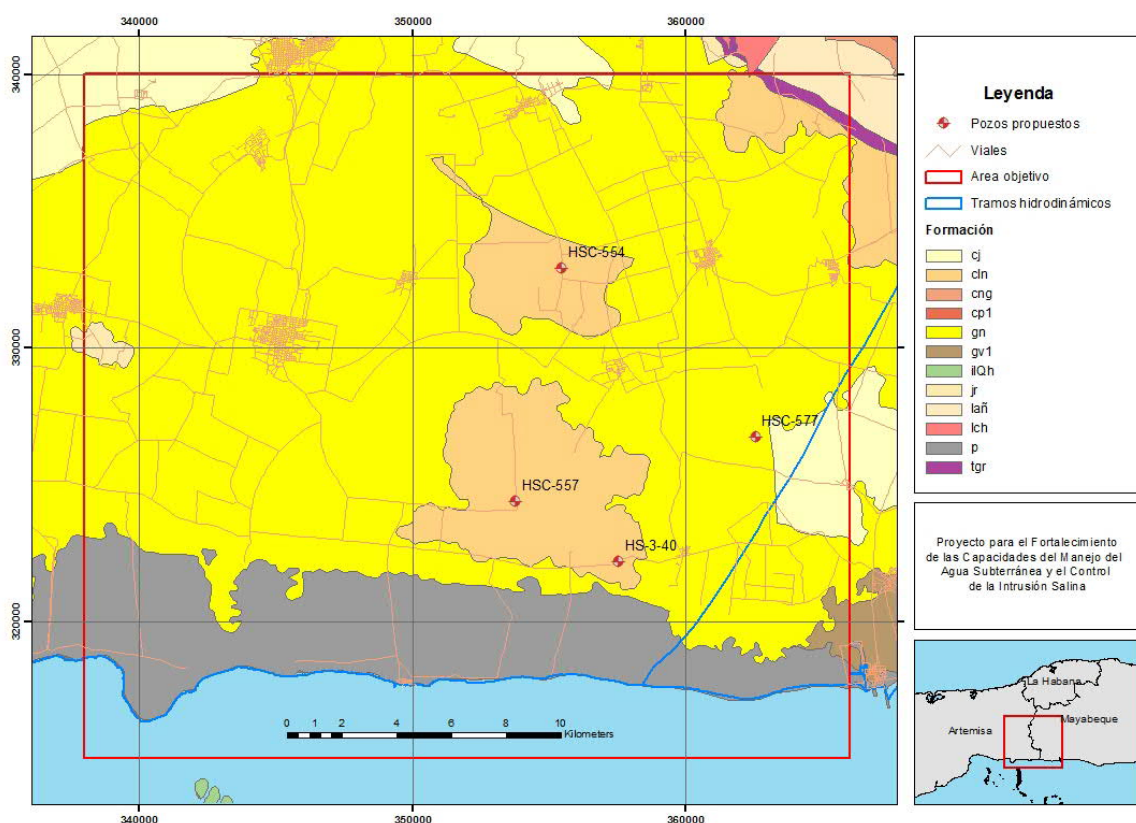 340000
350000
360000
340000
330000
320000
340000
330000
320000
340000
350000
360000
HSC-554
HSC-577
HSC-557
HS-3-40
0 1 2 4 6 8 10
Kilometers
Leyenda
Pozos propuestos
Viales
Area objetivo
Tramos hidrodinámicos
Formación
cj
cln
cng
cp1
gn
gv1
ilQh
jr
lañ
lch
p
tgr
Proyecto para el Fortalecimiento
de las Capacidades del Manejo del
Agua Subterránea y el Control
de la Intrusión Salina
La Habana
Artemisa
Mayabeque